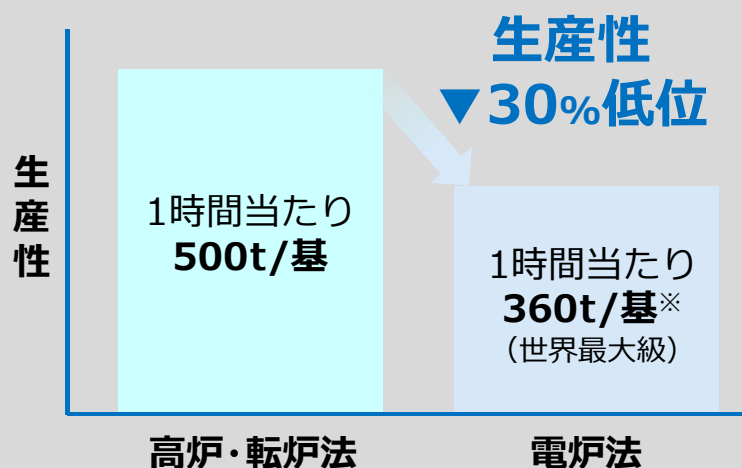 生産性
▼30%低位
生産性
1時間当たり
500t/基
1時間当たり
360t/基※
（世界最大級）
高炉・転炉法
電炉法